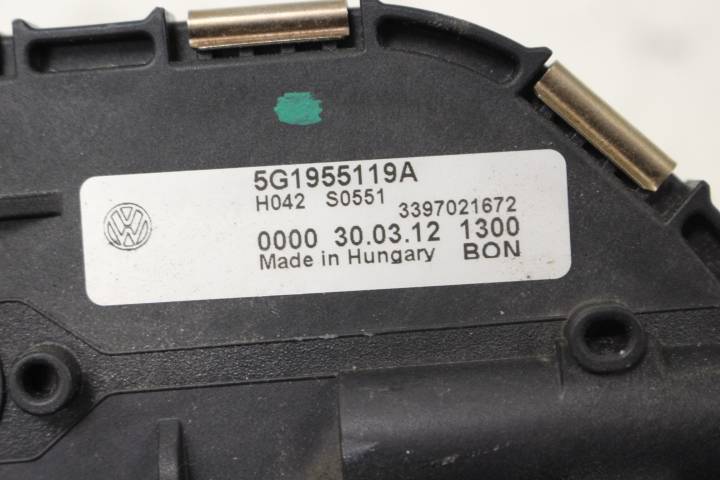 5G1955119A
H042 S0551 3397021672
0000 30.03.12 1300
Made in Hungary BON